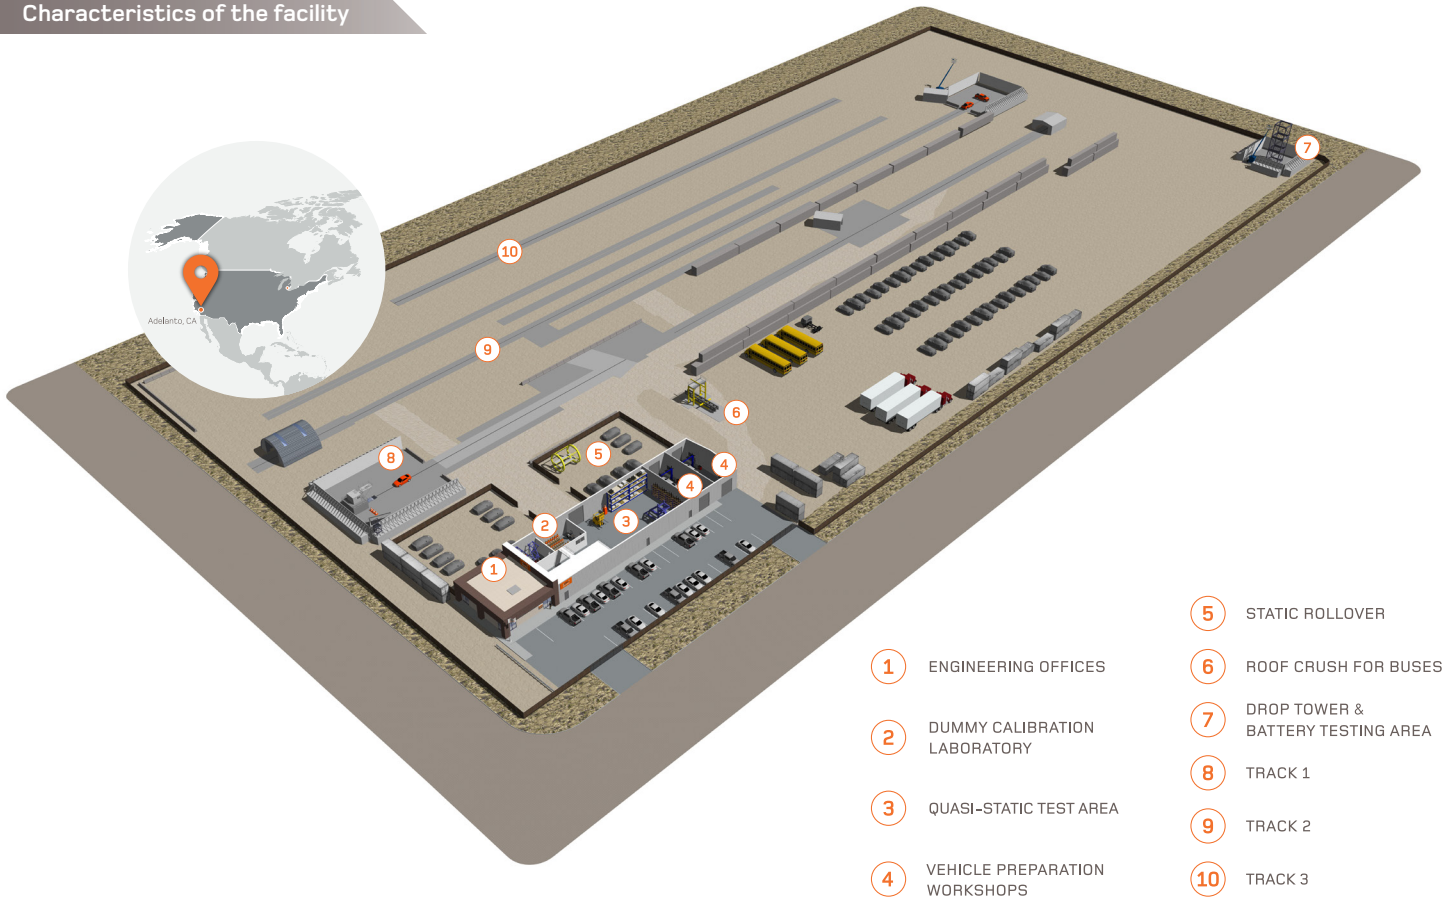 Characteristics of the facility
Adelanto, CA
10
7
9
8
6
5
4
4
3
2
1
1 ENGINEERING OFFICES
2 DUMMY CALIBRATION
LABORATORY
3 QUASI-STATIC TEST AREA
4 VEHICLE PREPARATION
WORKSHOPS
5 STATIC ROLLOVER
6 ROOF CRUSH FOR BUSES
7 DROP TOWER &
BATTERY TESTING AREA
8 TRACK 1
9 TRACK 2
10 TRACK 3